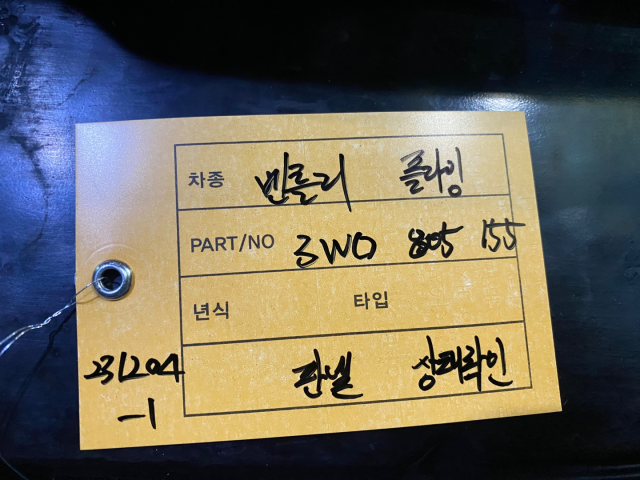 차종 벤틀리 플라잉
PART/NO 3W0 805 155
년식 타입
판넬 상태확인
231204
-1